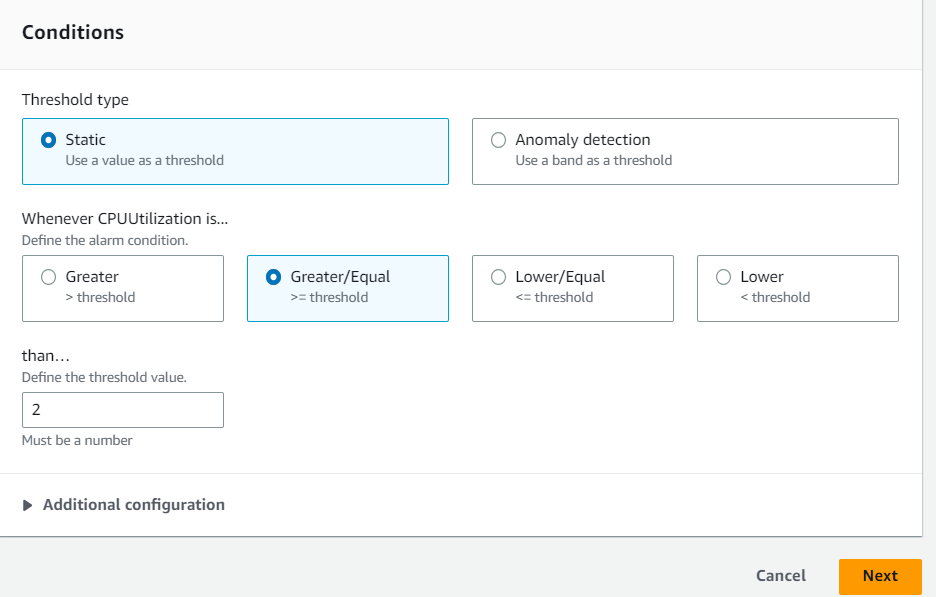 Conditions
Threshold type
Static
Use a value as a threshold
Anomaly detection
Use a band as a threshold
Whenever CPUUtilization is...
Define the alarm condition.
Greater
> threshold
Greater/Equal
>= threshold
Lower/Equal
<= threshold
Lower
< threshold
than…
Define the threshold value.
2
Must be a number
Additional configuration
Cancel
Next